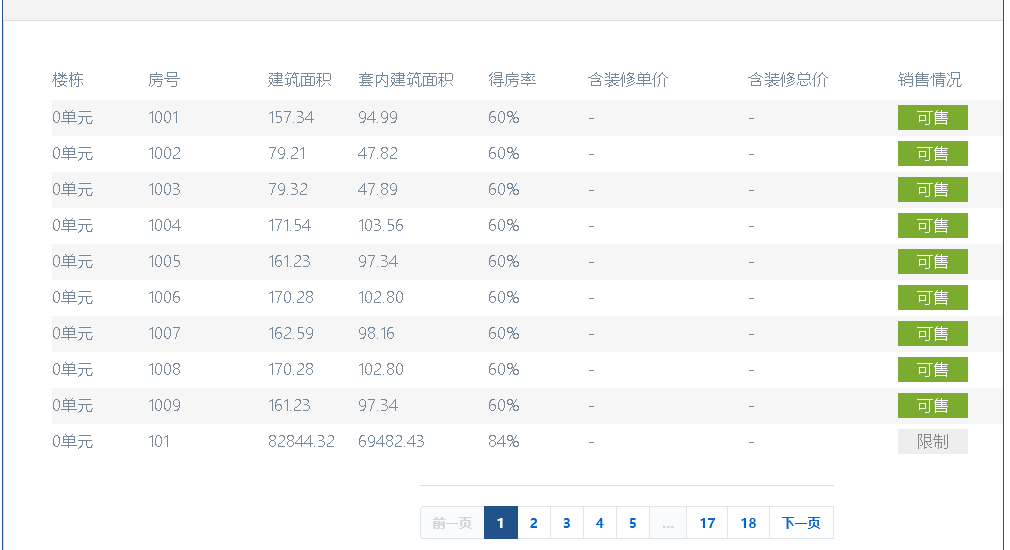 楼栋 房号 建筑面积 套内建筑面积 得房率 含装修单价 含装修总价 销售情况
0单元 1001 157.34 94.99 60% - - 可售
0单元 1002 79.21 47.82 60% - - 可售
0单元 1003 79.32 47.89 60% - - 可售
0单元 1004 171.54 103.56 60% - - 可售
0单元 1005 161.23 97.34 60% - - 可售
0单元 1006 170.28 102.80 60% - - 可售
0单元 1007 162.59 98.16 60% - - 可售
0单元 1008 170.28 102.80 60% - - 可售
0单元 1009 161.23 97.34 60% - - 可售
0单元 101 82844.32 69482.43 84% - - 限制
前一页 1 2 3 4 5 ... 17 18 下一页